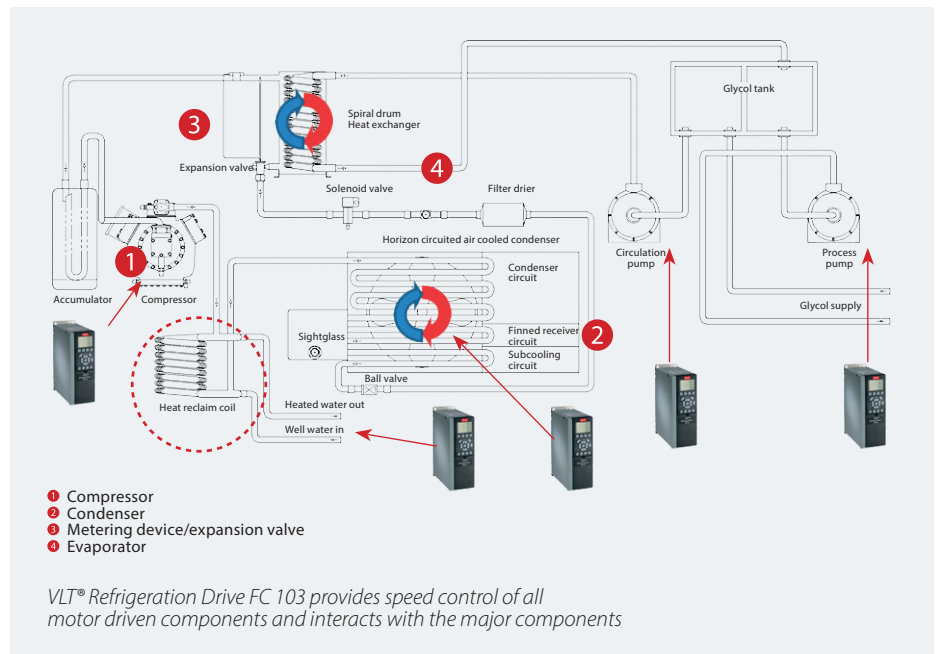 Glycol tank
3
Spiral drum
Heat exchanger
Expansion valve
4
Solenoid valve
Filter drier
Horizon circuited air cooled condenser
1
Accumulator
Compressor
Condenser
circuit
Circulation
pump
Process
pump
Glycol supply
Sightglass
Finned receiver
circuit
2
Subcooling
circuit
Ball valve
Heat reclaim coil
Heated water out
Well water in
1 Compressor
2 Condenser
3 Metering device/expansion valve
4 Evaporator
VLT® Refrigeration Drive FC 103 provides speed control of all
motor driven components and interacts with the major components